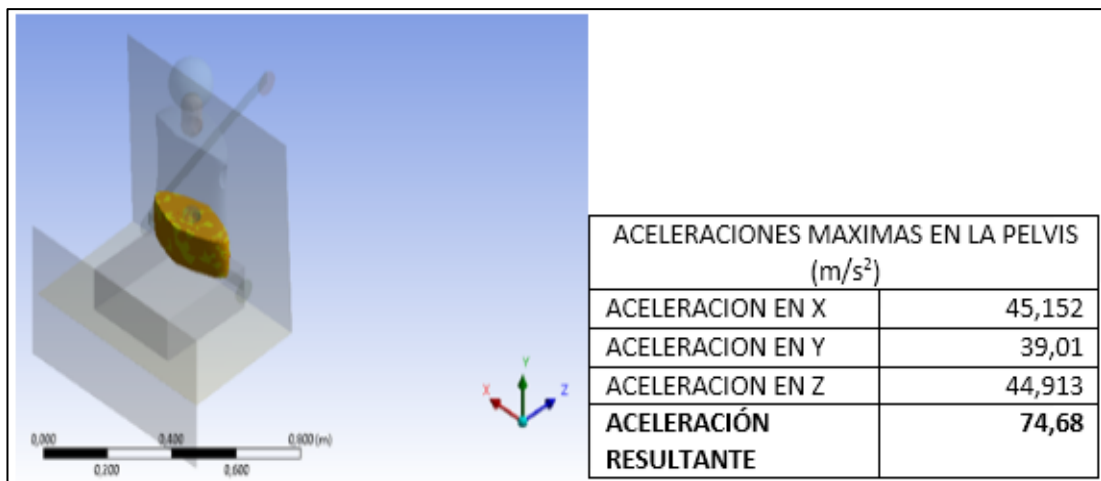 ACELERACIONES MAXIMAS EN LA PELVIS
(m/s²)
ACELERACION EN X 45,152
ACELERACION EN Y 39,01
ACELERACION EN Z 44,913
ACELERACIÓN 74,68
RESULTANTE
Y
X Z
0,000 0,400 0,800 (m)
0,200 0,600